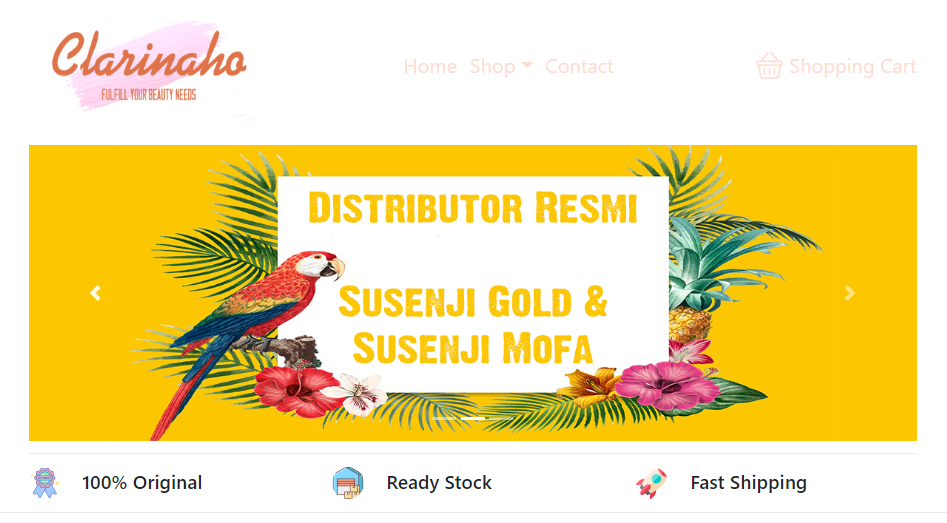 Clarinaho
FULFILL YOUR BEAUTY NEEDS
Home Shop Contact
Shopping Cart
DISTRIBUTOR RESMI
SUSENJI GOLD &
SUSENJI MOFA
100% Original
Ready Stock
Fast Shipping